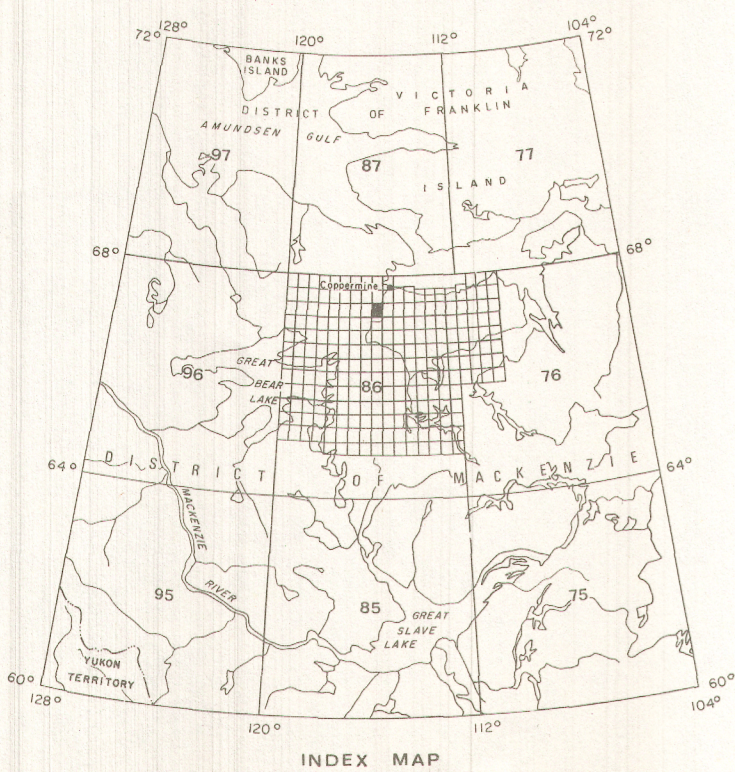 128°
72°
120°
112°
104°
72°
BANKS
ISLAND
VICTORIA
DISTRICT OF FRANKLIN
AMUNDSEN GULF
97
87
77
ISLAND
68°
68°
Coppermine
GREAT
BEAR
LAKE
96
86
76
DISTRICT OF MACKENZIE
64°
64°
MACKENZIE
RIVER
95
85
75
GREAT
SLAVE
LAKE
YUKON
TERRITORY
60°
128°
120°
112°
60°
104°
INDEX MAP